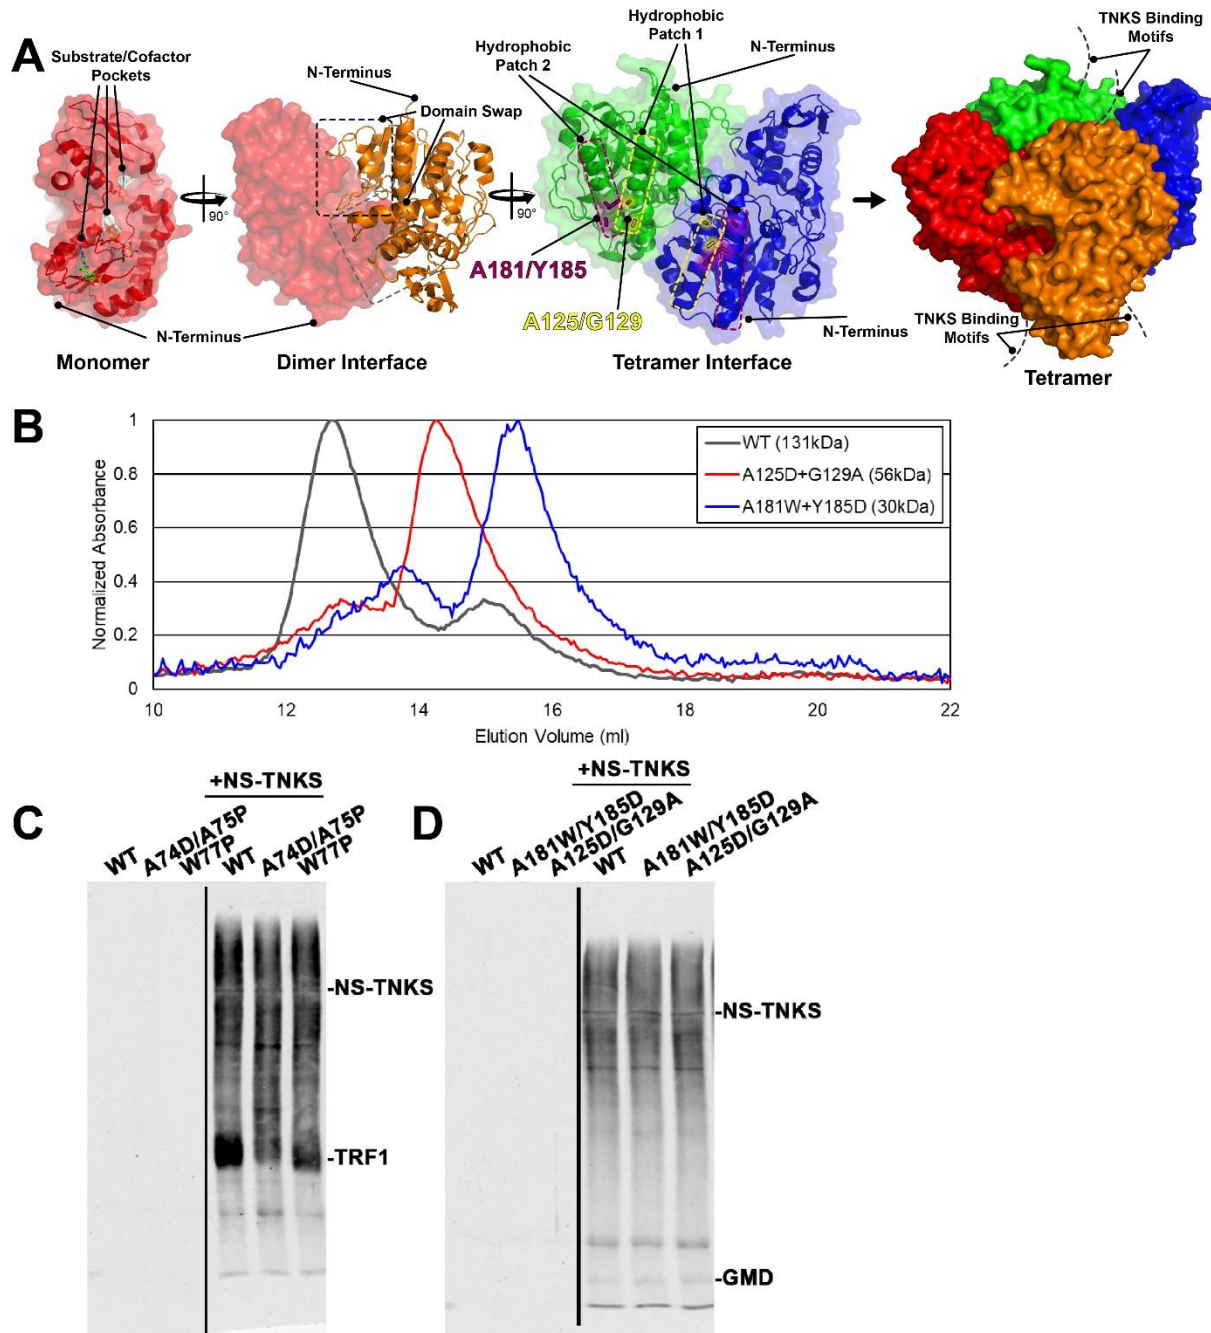 A
Substrate/Cofactor
Pockets
N-Terminus
Domain Swap
Hydrophobic
Patch 2
Hydrophobic
Patch 1
N-Terminus
TNKS Binding
Motifs
90°
90°
A181/Y185
A125/G129
N-Terminus
N-Terminus
TNKS Binding
Motifs
Monomer
Dimer Interface
Tetramer Interface
Tetramer
B
Normalized Absorbance
1
0.8
0.6
0.4
0.2
0
10
12
14
16
18
20
22
Elution Volume (ml)
WT (131kDa)
A125D+G129A (56kDa)
A181W+Y185D (30kDa)
C
+NS-TNKS
WT
A74D/A75P
W77P
WT
A74D/A75P
W77P
-NS-TNKS
-TRF1
D
+NS-TNKS
WT
A181W/Y185D
A125D/G129A
WT
A181W/Y185D
A125D/G129A
-NS-TNKS
-GMD